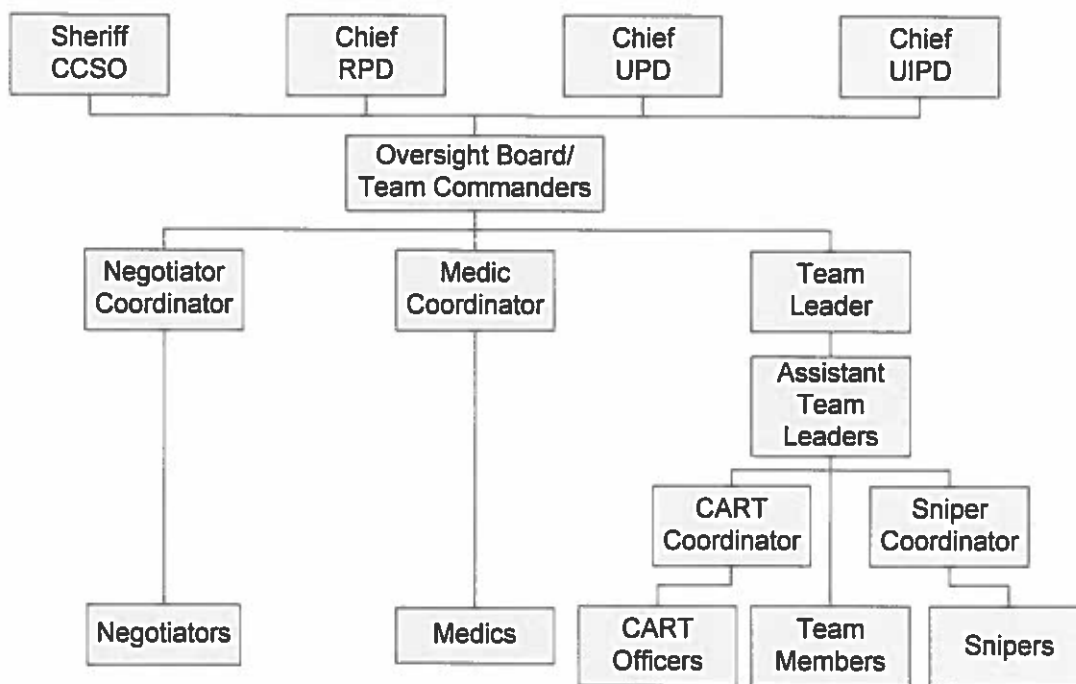 Sheriff
CCSO
Chief
RPD
Chief
UPD
Chief
UIPD
Oversight Board/
Team Commanders
Negotiator
Coordinator
Medic
Coordinator
Team
Leader
Assistant
Team
Leaders
CART
Coordinator
Sniper
Coordinator
Negotiators
Medics
CART
Officers
Team
Members
Snipers